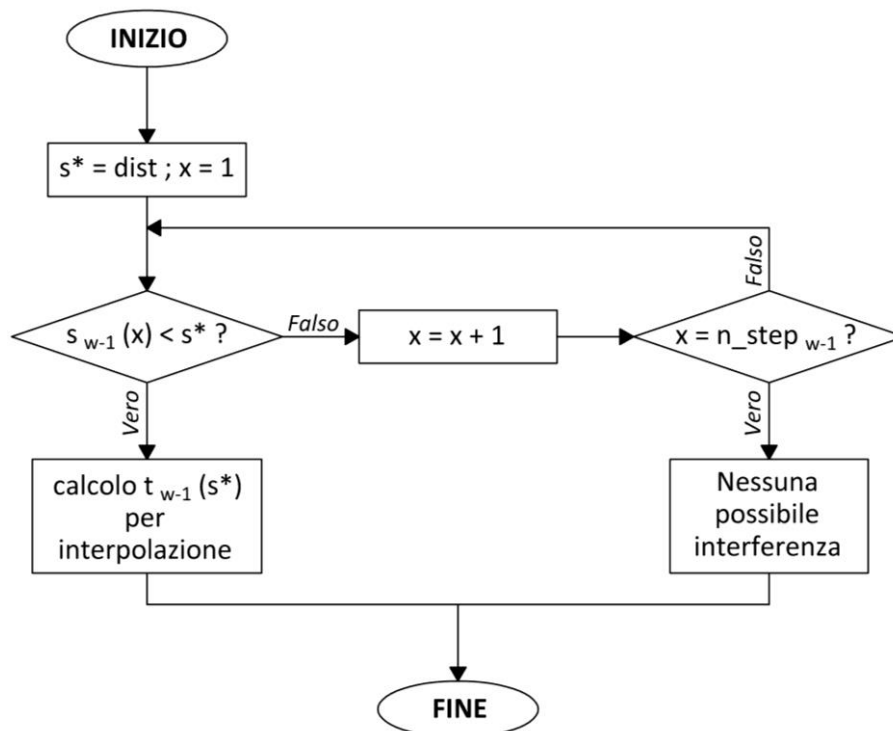 INIZIO
s* = dist ; x = 1
s w-1 (x) < s* ?
Falso
x = x + 1
x = n_step w-1 ?
Falso
Vero
Vero
calcolo t w-1 (s*)
per
interpolazione
Nessuna
possibile
interferenza
FINE